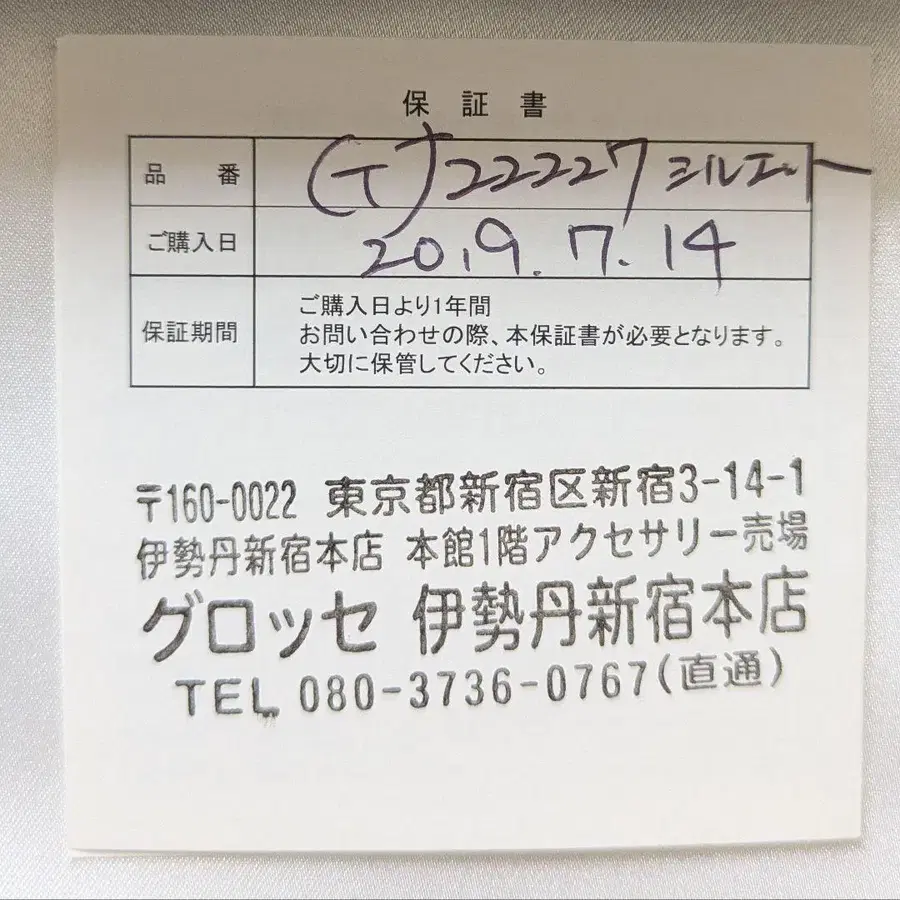 保 証 書
品 番 (T) 22227 シルエット
ご購入日 2019.7.14
保証期間 ご購入日より1年間
お問い合わせの際、本保証書が必要となります。
大切に保管してください。
〒160-0022 東京都新宿区新宿3-14-1
伊勢丹新宿本店 本館1階アクセサリー売場
グロッセ 伊勢丹新宿本店
TEL 080-3736-0767(直通)